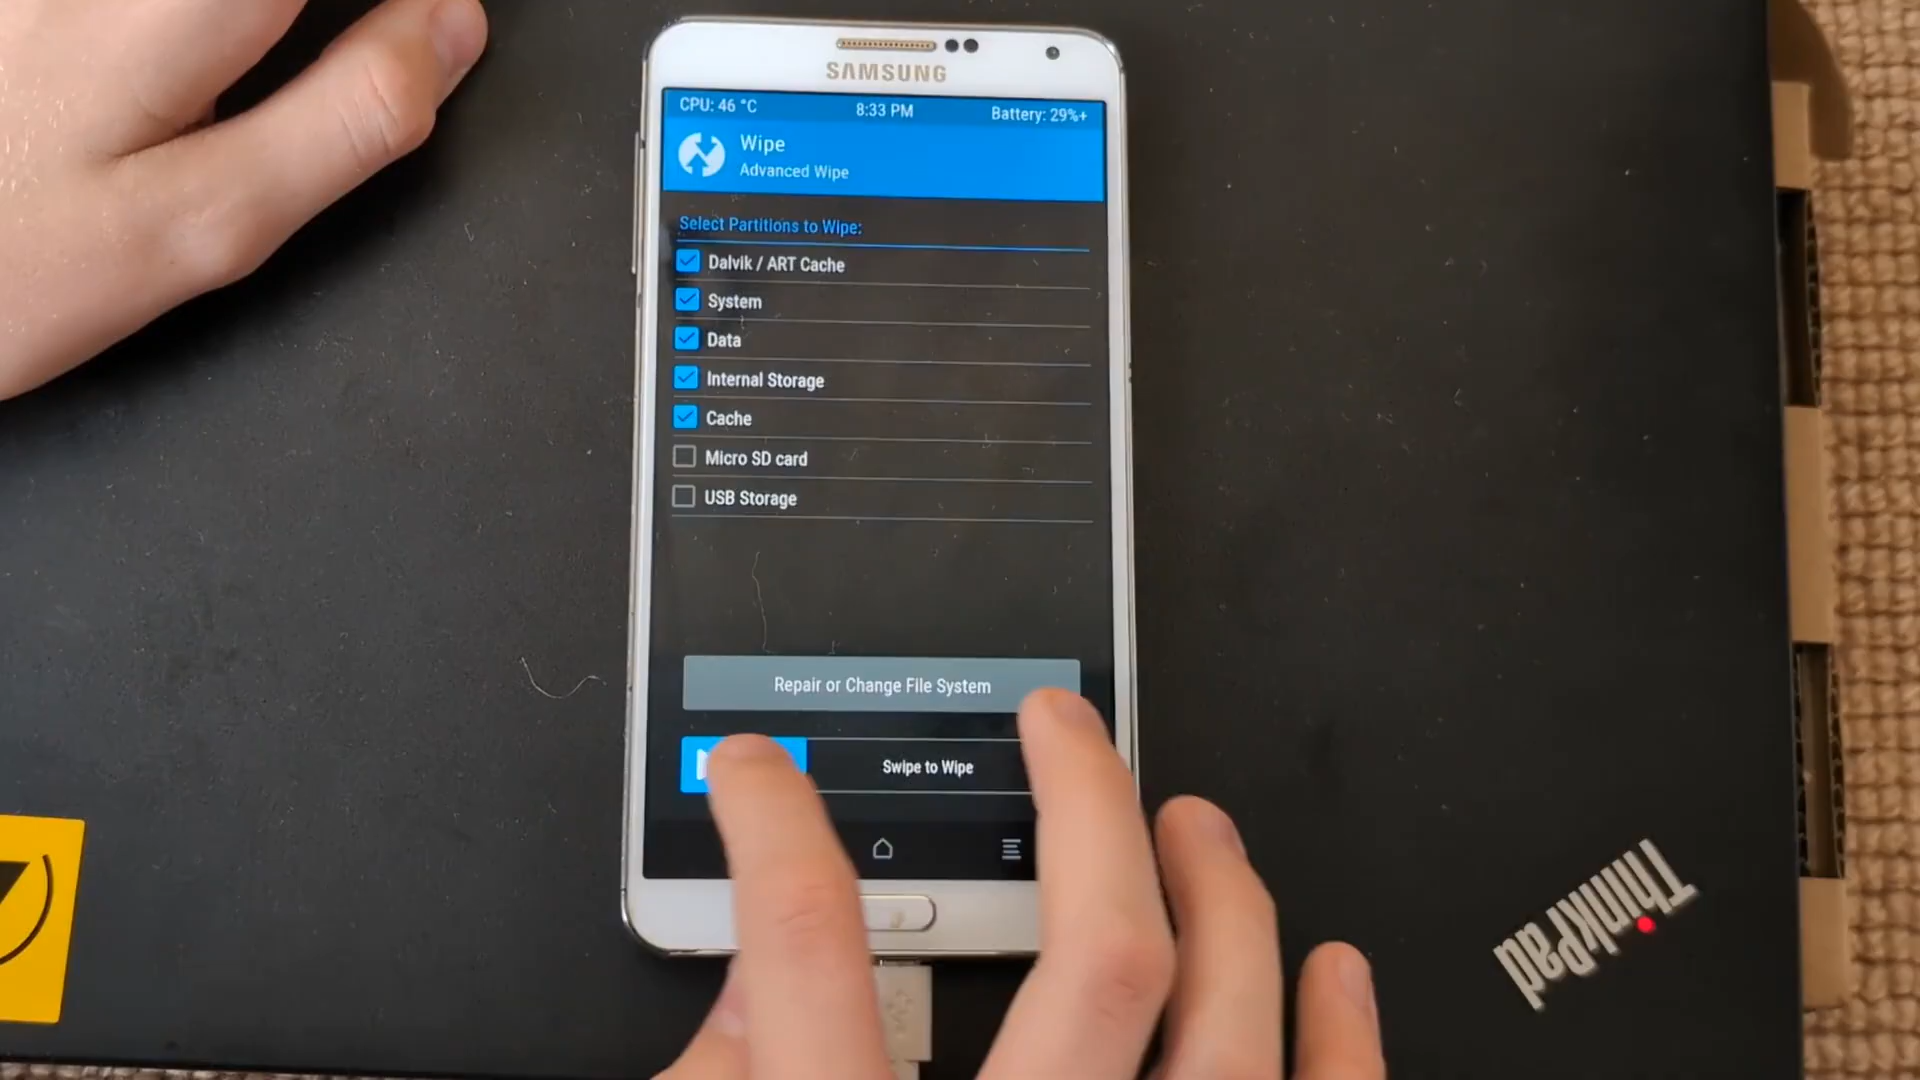 SAMSUNG
CPU: 46 °C
8:33 PM
Battery: 29%+
Wipe
Advanced Wipe
Select Partitions to Wipe:
Dalvik / ART Cache
System
Data
Internal Storage
Cache
Micro SD card
USB Storage
Repair or Change File System
Swipe to Wipe
ThinkPad